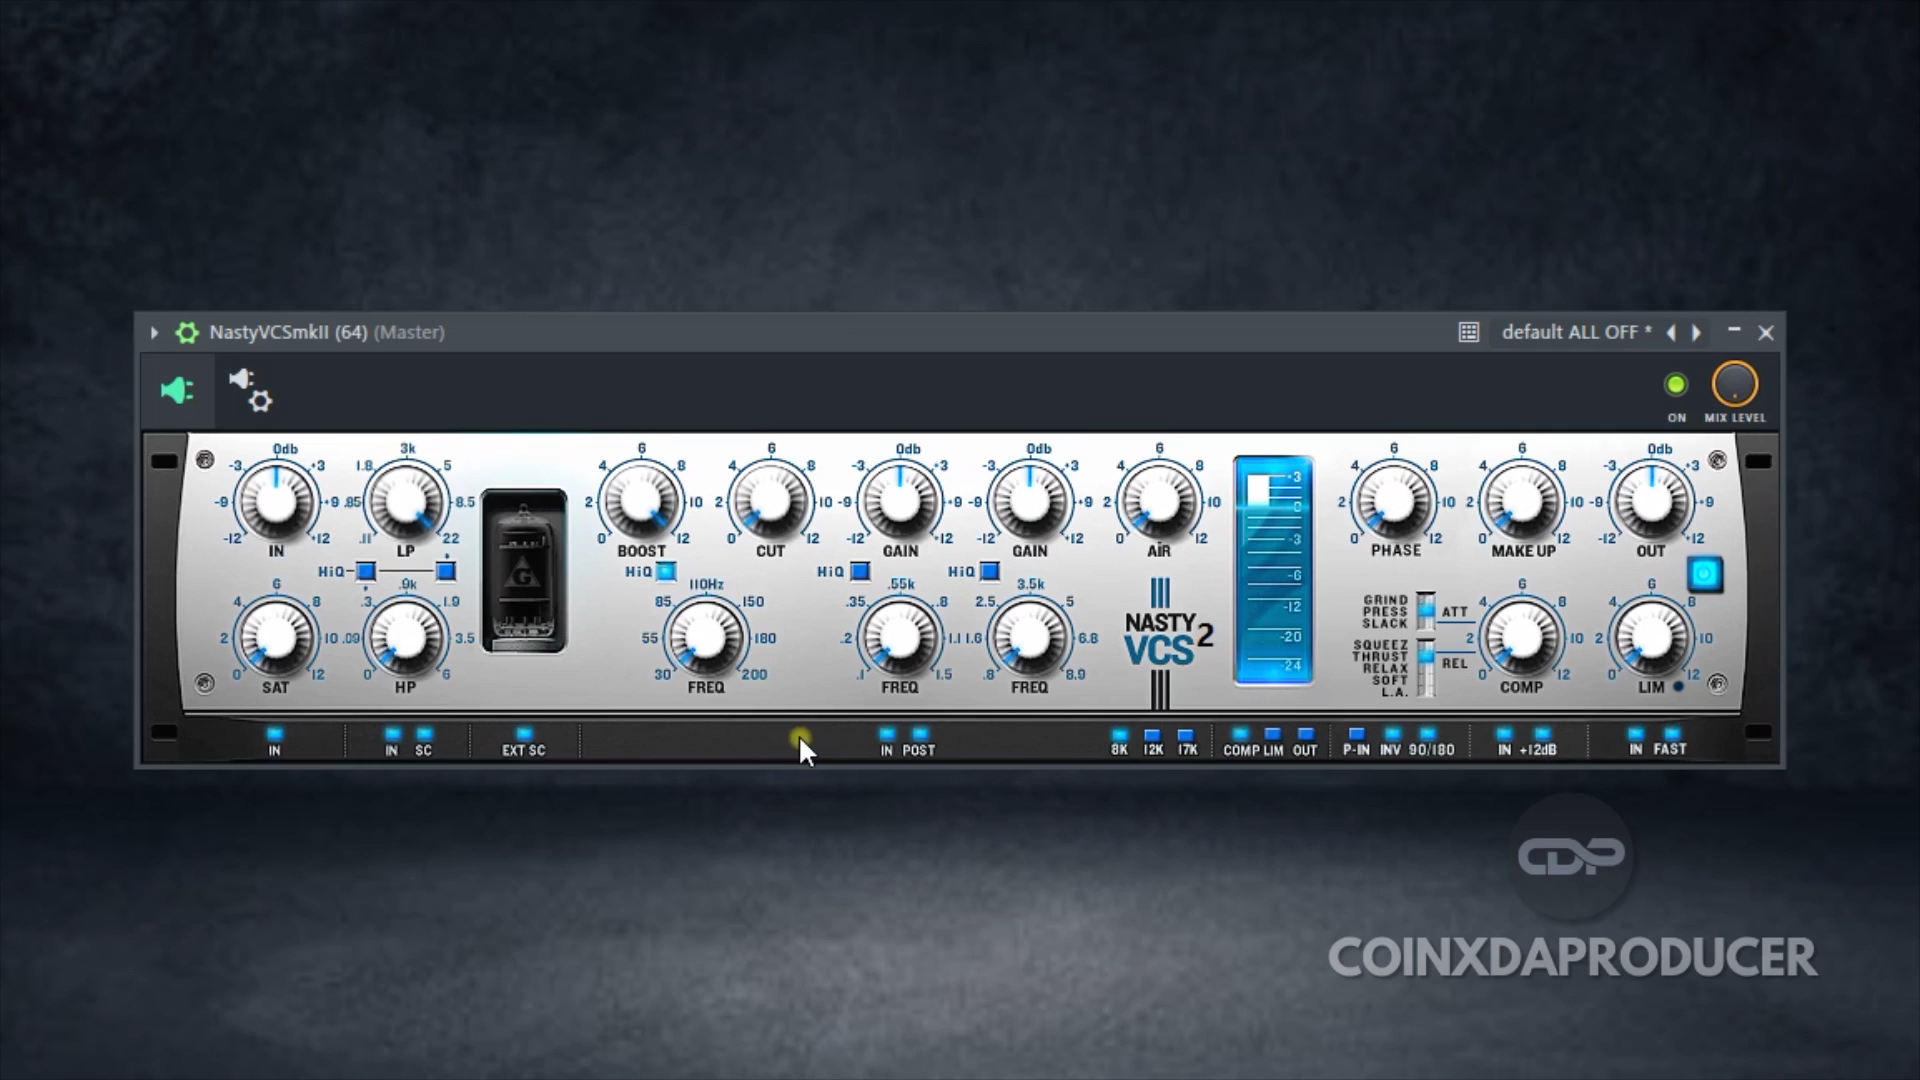 NastyVCSmkII (64) (Master)
default ALL OFF *
ON
MIX LEVEL
0db
-3 +3
-9 +9
-12 +12
IN
3k
1.8 5
.85 8.5
.11 22
LP
6
4 8
2 10
0 12
BOOST
6
4 8
2 10
0 12
CUT
0db
-3 +3
-9 +9
-12 +12
GAIN
0db
-3 +3
-9 +9
-12 +12
GAIN
6
4 8
2 10
0 12
AiR
+3
0
-3
-6
-12
-20
-24
6
4 8
2 10
0 12
PHASE
6
4 8
2 10
0 12
MAKE UP
0db
-3 +3
-9 +9
-12 +12
OUT
HiQ
HiQ
HiQ
HiQ
6
4 8
2 10
0 12
SAT
.9k
.3 1.9
.09 3.5
0 6
HP
G
110Hz
85 150
55 180
30 200
FREQ
.55k
.35 .8
.2 1.1
.1 1.5
FREQ
3.5k
2.5 5
1.6 6.8
.8 8.9
FREQ
NASTY
VCS2
GRIND
PRESS
SLACK
ATT
SQUEEZ
THRUST
RELAX
SOFT
L.A.
REL
6
4 8
2 10
0 12
COMP
6
4 8
2 10
0 12
LIM
IN
IN SC
EXT SC
IN POST
8K 12K 17K
COMP LIM OUT
P-IN INV 90/180
IN +12dB
IN FAST
CDP
COINXDAPRODUCER